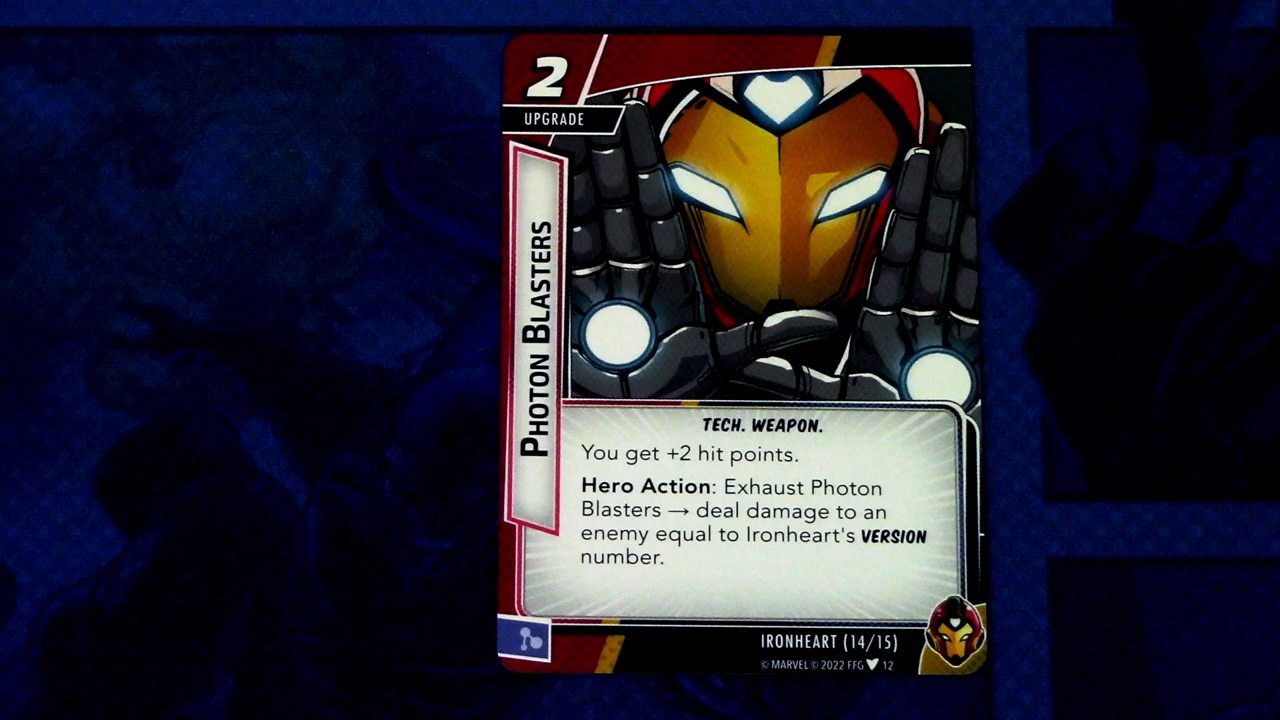 2
UPGRADE
PHOTON BLASTERS
TECH. WEAPON.
You get +2 hit points.
Hero Action: Exhaust Photon
Blasters → deal damage to an
enemy equal to Ironheart's VERSION
number.
IRONHEART (14/15)
© MARVEL © 2022 FFG 12